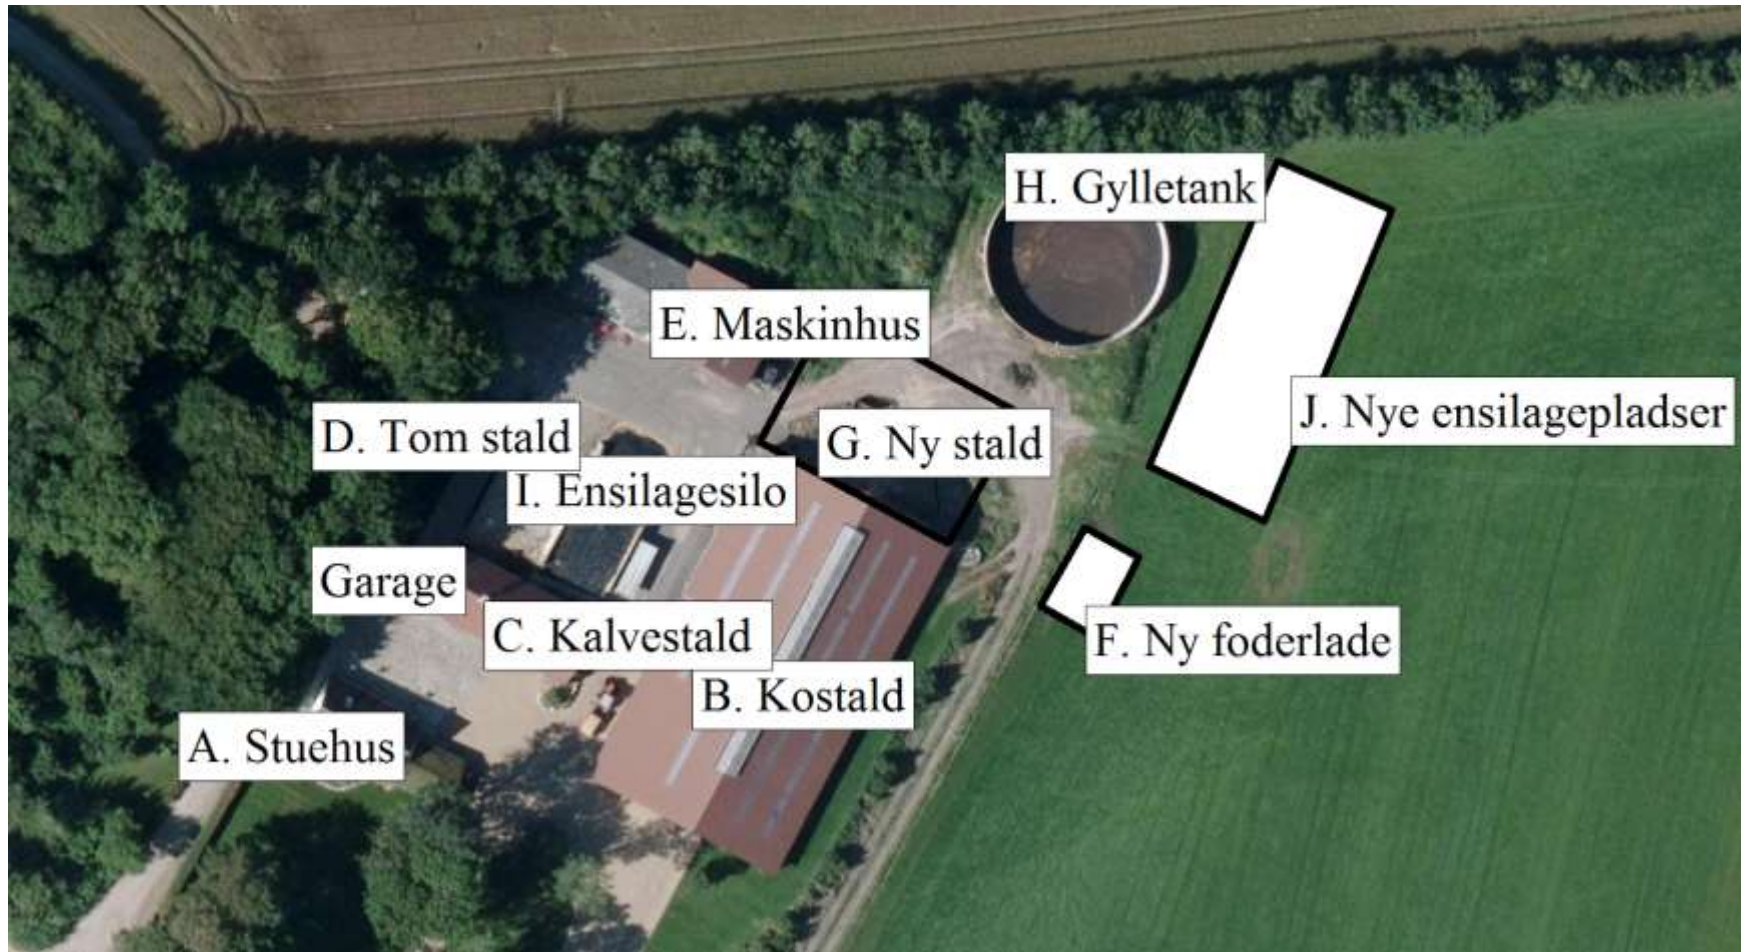 H. Gylletank
E. Maskinhus
J. Nye ensilagepladser
D. Tom stald
G. Ny stald
I. Ensilagesilo
Garage
C. Kalvestald
F. Ny foderlade
B. Kostald
A. Stuehus